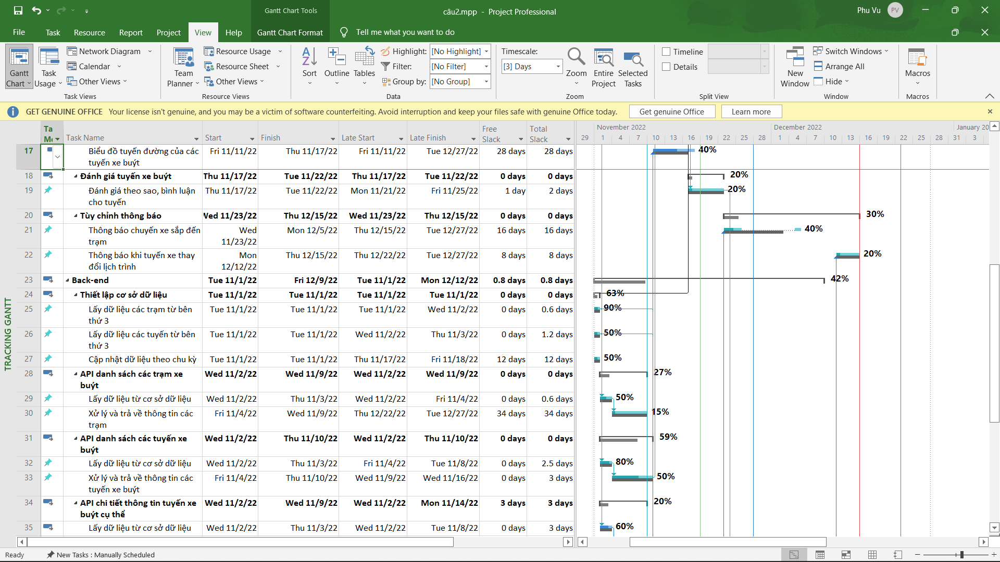 Gantt Chart Tools
câu2.mpp - Project Professional
Phu Vu PV
File Task Resource Report Project View Help Gantt Chart Format Tell me what you want to do
Gantt Chart
Task Usage
Network Diagram
Calendar
Other Views
Task Views
Team Planner
Resource Usage
Resource Sheet
Other Views
Resource Views
Sort
Outline
Tables
Highlight: [No Highlight]
Filter: [No Filter]
Group by: [No Group]
Data
Timescale:
[3] Days
Zoom
Entire Project
Selected Tasks
Zoom
Timeline
Details
Split View
New Window
Switch Windows
Arrange All
Hide
Window
Macros
Macros
GET GENUINE OFFICE Your license isn't genuine, and you may be a victim of software counterfeiting. Avoid interruption and keep your files safe with genuine Office today. Get genuine Office Learn more
TRACKING GANTT
Ta Mc Task Name Start Finish Late Start Late Finish Free Slack Total Slack
November 2022 December 2022 January 20
29 1 4 7 10 13 16 19 22 25 28 1 4 7 10 13 16 19 22 25 28 31 3
17 Biểu đồ tuyến đường của các tuyến xe buýt Fri 11/11/22 Thu 11/17/22 Fri 11/11/22 Tue 12/27/22 28 days 28 days 40%
18 Đánh giá tuyến xe buýt Thu 11/17/22 Tue 11/22/22 Thu 11/17/22 Tue 11/22/22 0 days 0 days 20%
19 Đánh giá theo sao, bình luận cho tuyến Thu 11/17/22 Tue 11/22/22 Mon 11/21/22 Fri 11/25/22 1 day 2 days 20%
20 Tùy chỉnh thông báo Wed 11/23/22 Thu 12/15/22 Wed 11/23/22 Thu 12/15/22 0 days 0 days 30%
21 Thông báo chuyến xe sắp đến trạm Wed 11/23/22 Mon 12/5/22 Thu 12/15/22 Tue 12/27/22 16 days 16 days 40%
22 Thông báo khi tuyến xe thay đổi lịch trình Mon 12/12/22 Thu 12/15/22 Thu 12/22/22 Tue 12/27/22 8 days 8 days 20%
23 Back-end Tue 11/1/22 Fri 12/9/22 Tue 11/1/22 Mon 12/12/22 0.8 days 0.8 days 42%
24 Thiết lập cơ sở dữ liệu Tue 11/1/22 Tue 11/1/22 Tue 11/1/22 Tue 11/1/22 0 days 0 days 63%
25 Lấy dữ liệu các trạm từ bên thứ 3 Tue 11/1/22 Tue 11/1/22 Tue 11/1/22 Wed 11/2/22 0 days 0.6 days 90%
26 Lấy dữ liệu các tuyến từ bên thứ 3 Tue 11/1/22 Tue 11/1/22 Wed 11/2/22 Thu 11/3/22 0 days 1.2 days 50%
27 Cập nhật dữ liệu theo chu kỳ Tue 11/1/22 Tue 11/1/22 Thu 11/17/22 Fri 11/18/22 12 days 12 days 50%
28 API danh sách các trạm xe buýt Wed 11/2/22 Wed 11/9/22 Wed 11/2/22 Wed 11/9/22 0 days 0 days 27%
29 Lấy dữ liệu từ cơ sở dữ liệu Wed 11/2/22 Thu 11/3/22 Wed 11/2/22 Fri 11/4/22 0 days 0.6 days 50%
30 Xử lý và trả về thông tin các trạm Fri 11/4/22 Wed 11/9/22 Thu 12/22/22 Tue 12/27/22 34 days 34 days 15%
31 API danh sách các tuyến xe buýt Wed 11/2/22 Thu 11/10/22 Wed 11/2/22 Thu 11/10/22 0 days 0 days 59%
32 Lấy dữ liệu từ cơ sở dữ liệu Wed 11/2/22 Thu 11/3/22 Fri 11/4/22 Tue 11/8/22 0 days 2.5 days 80%
33 Xử lý và trả về thông tin các tuyến xe buýt Fri 11/4/22 Thu 11/10/22 Wed 11/9/22 Wed 11/16/22 0 days 3 days 50%
34 API chi tiết thông tin tuyến xe buýt cụ thể Wed 11/2/22 Wed 11/9/22 Wed 11/2/22 Mon 11/14/22 3 days 3 days 20%
35 Lấy dữ liệu từ cơ sở dữ liệu Wed 11/2/22 Thu 11/3/22 Wed 11/2/22 Tue 11/8/22 0 days 3 days 60%
Ready New Tasks : Manually Scheduled